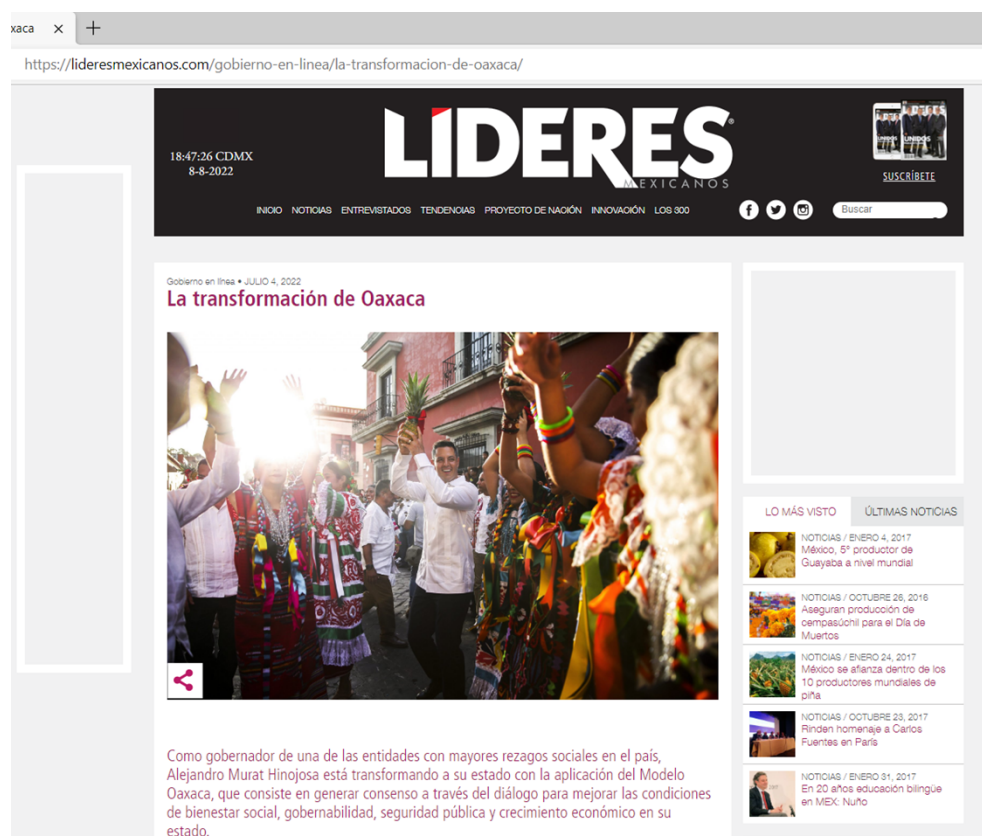 xaca × +
https://lideresmexicanos.com/gobierno-en-linea/la-transformacion-de-oaxaca/
18:47:26 CDMX
8-8-2022
LÍDERES
MEXICANOS
UNIDOS UNIDOS
SUSCRÍBETE
INICIO NOTICIAS ENTREVISTADOS TENDENCIAS PROYECTO DE NACIÓN INNOVACIÓN LOS 300
Buscar
Gobierno en línea • JULIO 4, 2022
La transformación de Oaxaca
Como gobernador de una de las entidades con mayores rezagos sociales en el país,
Alejandro Murat Hinojosa está transformando a su estado con la aplicación del Modelo
Oaxaca, que consiste en generar consenso a través del diálogo para mejorar las condiciones
de bienestar social, gobernabilidad, seguridad pública y crecimiento económico en su
estado.
LO MÁS VISTO ÚLTIMAS NOTICIAS
NOTICIAS / ENERO 4, 2017
México, 5° productor de
Guayaba a nivel mundial
NOTICIAS / OCTUBRE 26, 2016
Aseguran producción de
cempasúchil para el Día de
Muertos
NOTICIAS / ENERO 24, 2017
México se afianza dentro de los
10 productores mundiales de
piña
NOTICIAS / OCTUBRE 23, 2017
Rinden homenaje a Carlos
Fuentes en París
NOTICIAS / ENERO 31, 2017
En 20 años educación bilingüe
en MEX: Nuño